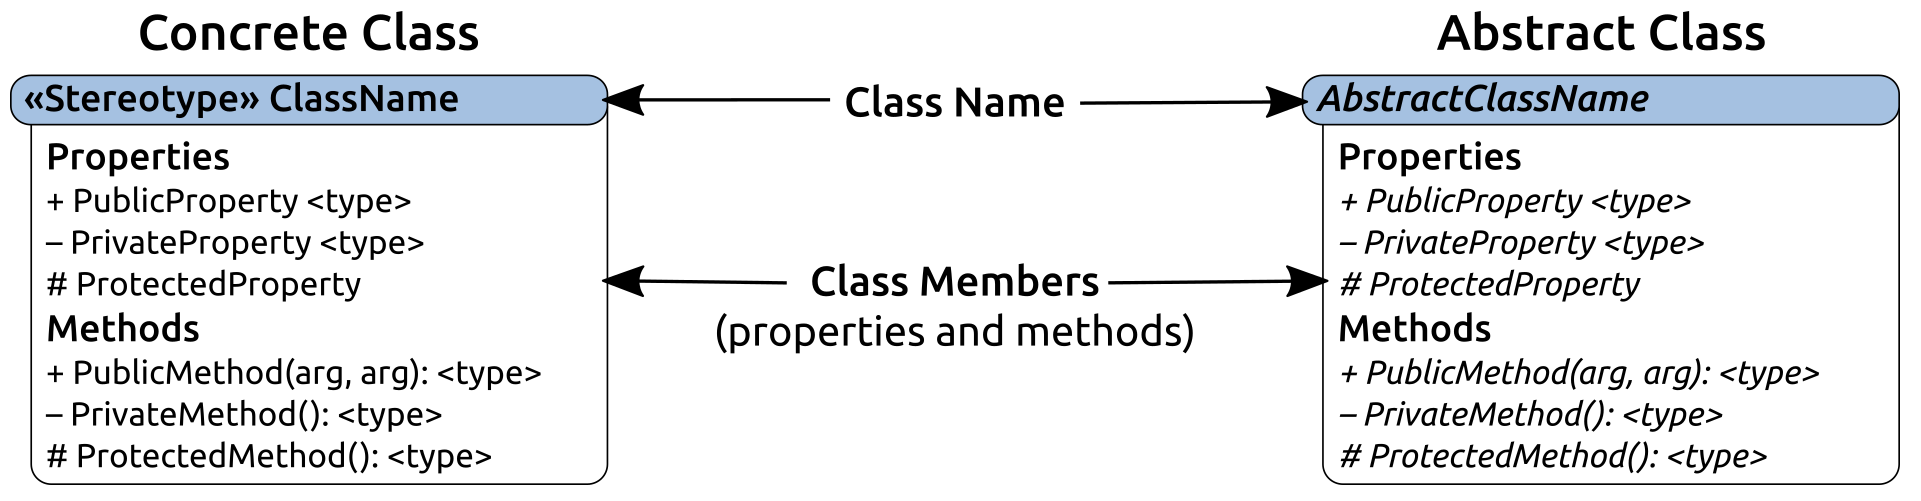 Concrete Class
«Stereotype» ClassName
Properties
+ PublicProperty <type>
– PrivateProperty <type>
# ProtectedProperty
Methods
+ PublicMethod(arg, arg): <type>
– PrivateMethod(): <type>
# ProtectedMethod(): <type>
Class Name
Class Members
(properties and methods)
Abstract Class
AbstractClassName
Properties
+ PublicProperty <type>
– PrivateProperty <type>
# ProtectedProperty
Methods
+ PublicMethod(arg, arg): <type>
– PrivateMethod(): <type>
# ProtectedMethod(): <type>